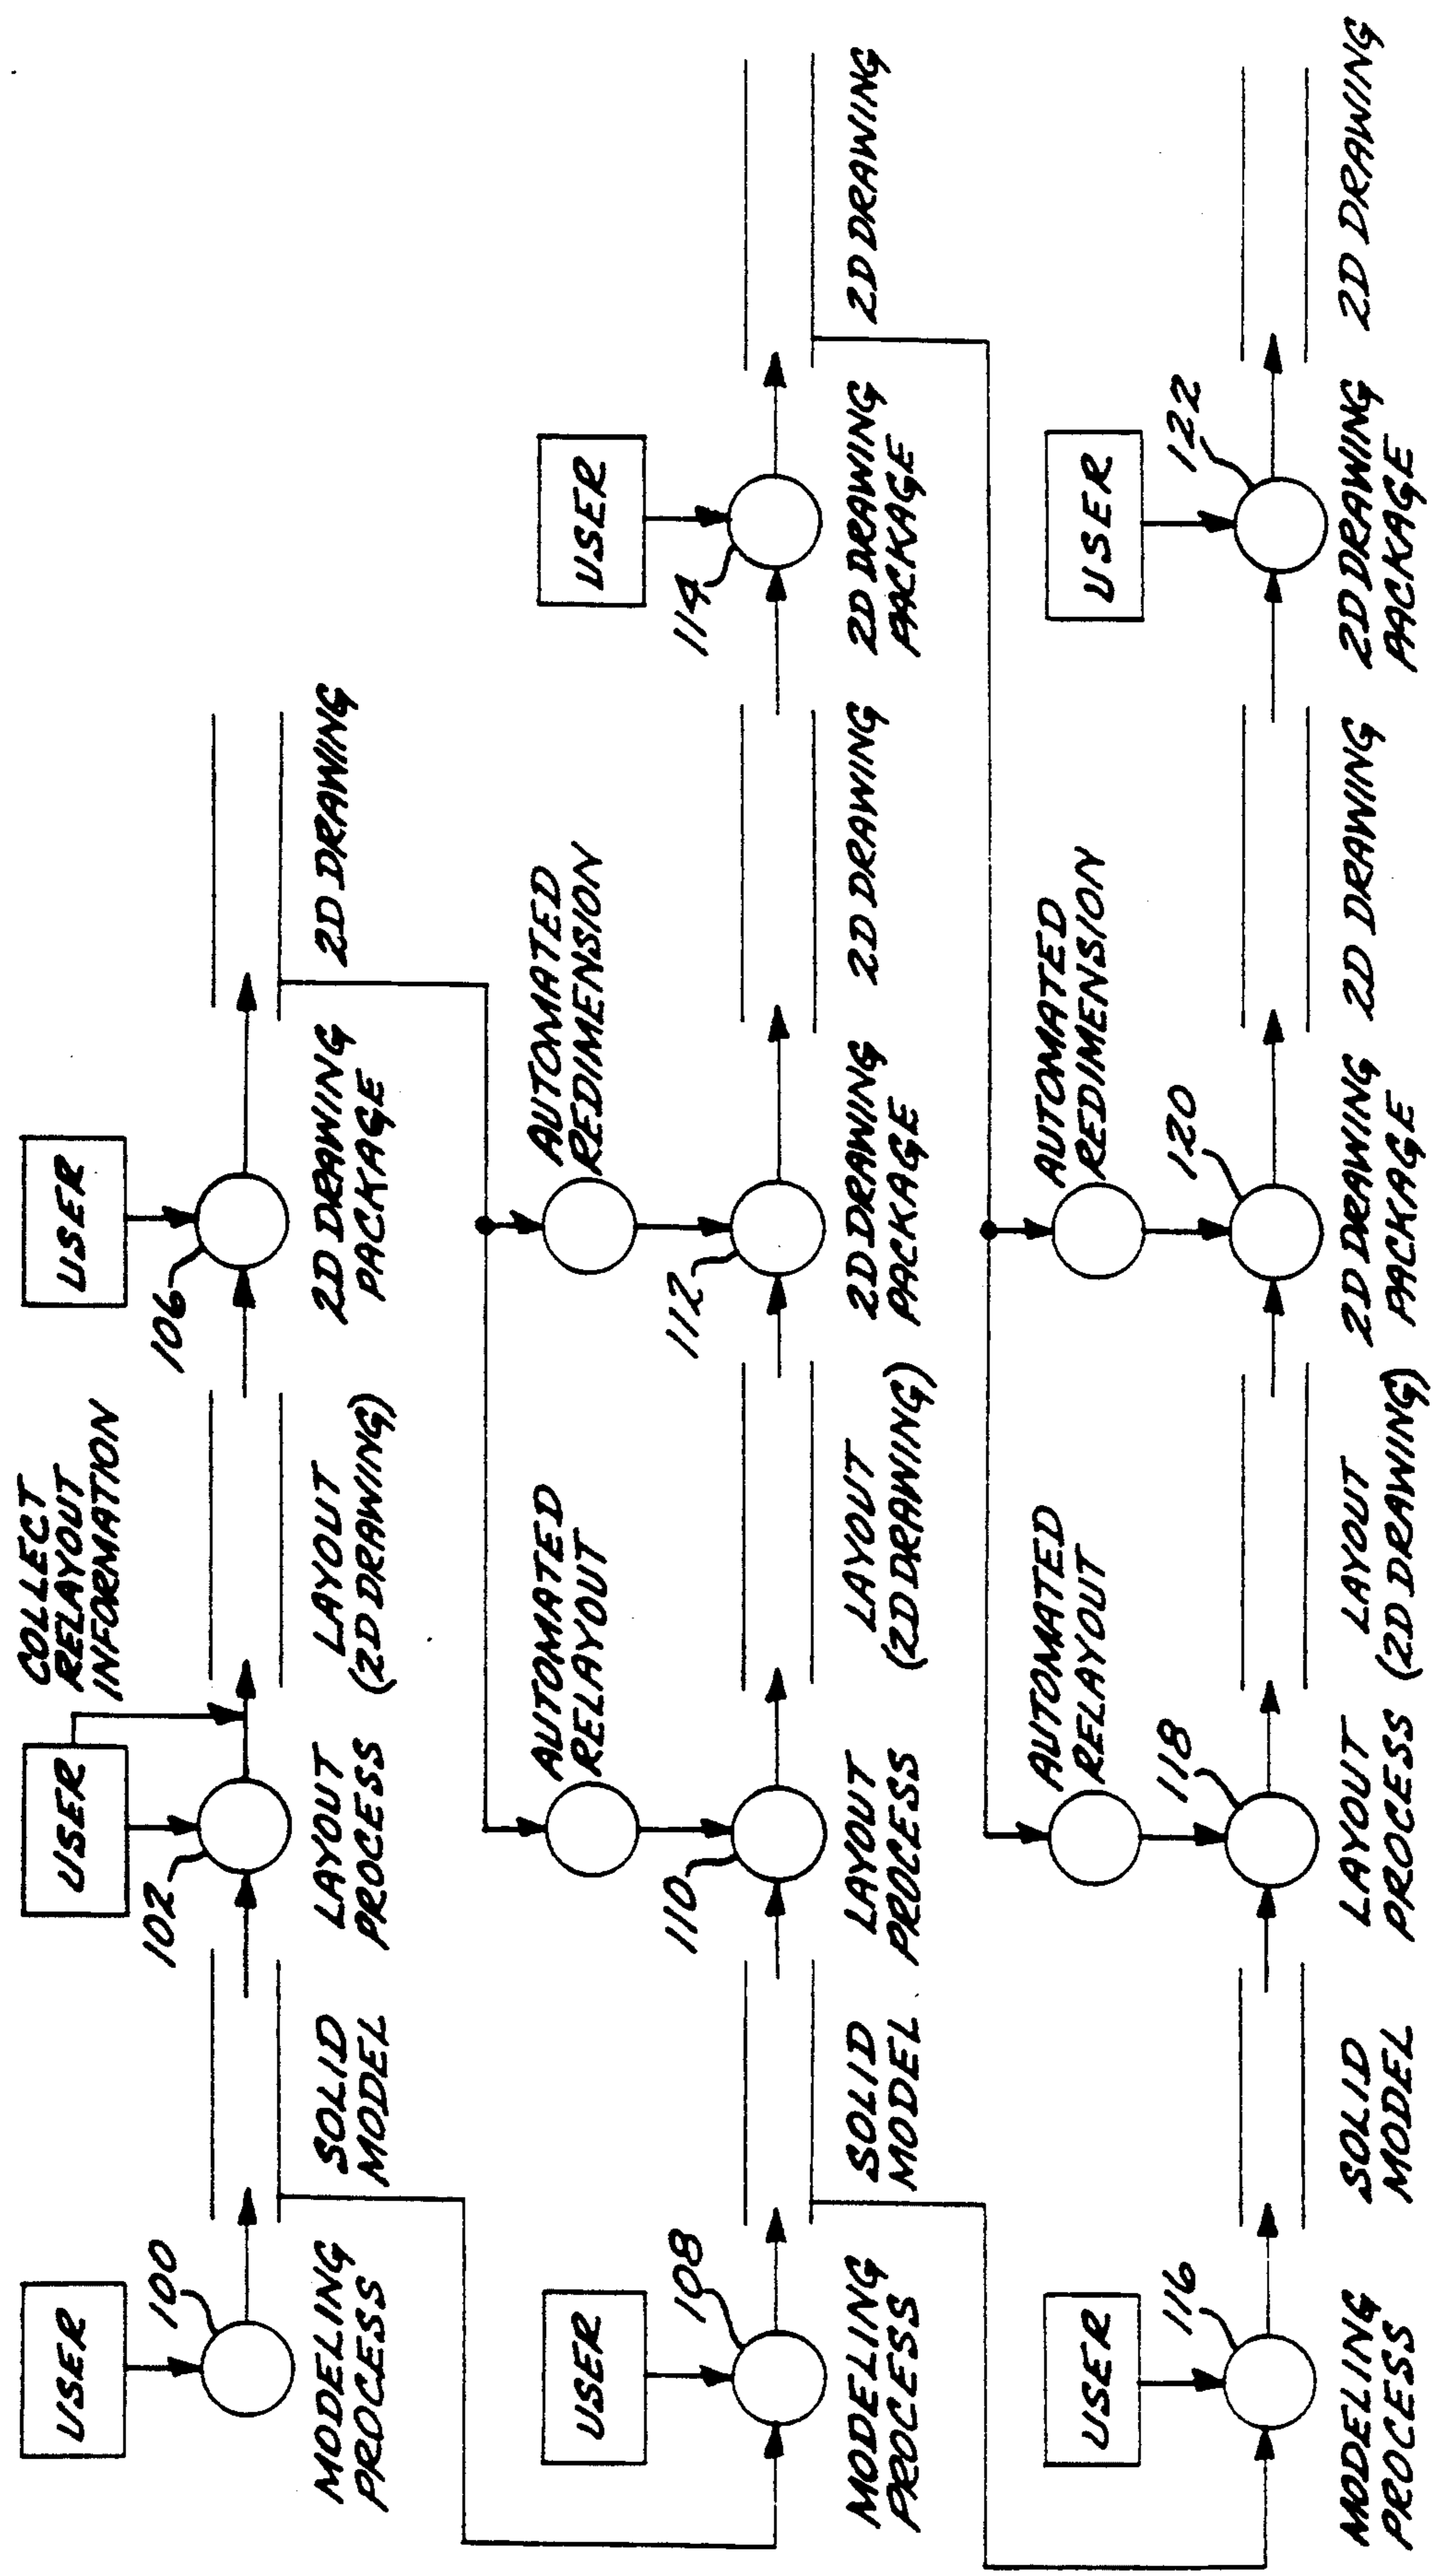 USER
100
MODELING
PROCESS
SOLID
MODEL
USER
102
COLLECT
RELAYOUT
INFORMATION
LAYOUT
PROCESS
LAYOUT
(2D DRAWING)
USER
106
2D DRAWING
PACKAGE
2D DRAWING
USER
108
MODELING
PROCESS
SOLID
MODEL
AUTOMATED
RELAYOUT
110
LAYOUT
PROCESS
LAYOUT
(2D DRAWING)
AUTOMATED
REDIMENSION
112
2D DRAWING
PACKAGE
2D DRAWING
USER
114
2D DRAWING
PACKAGE
2D DRAWING
USER
116
MODELING
PROCESS
SOLID
MODEL
AUTOMATED
RELAYOUT
118
LAYOUT
PROCESS
LAYOUT
(2D DRAWING)
AUTOMATED
REDIMENSION
120
2D DRAWING
PACKAGE
2D DRAWING
USER
122
2D DRAWING
PACKAGE
2D DRAWING